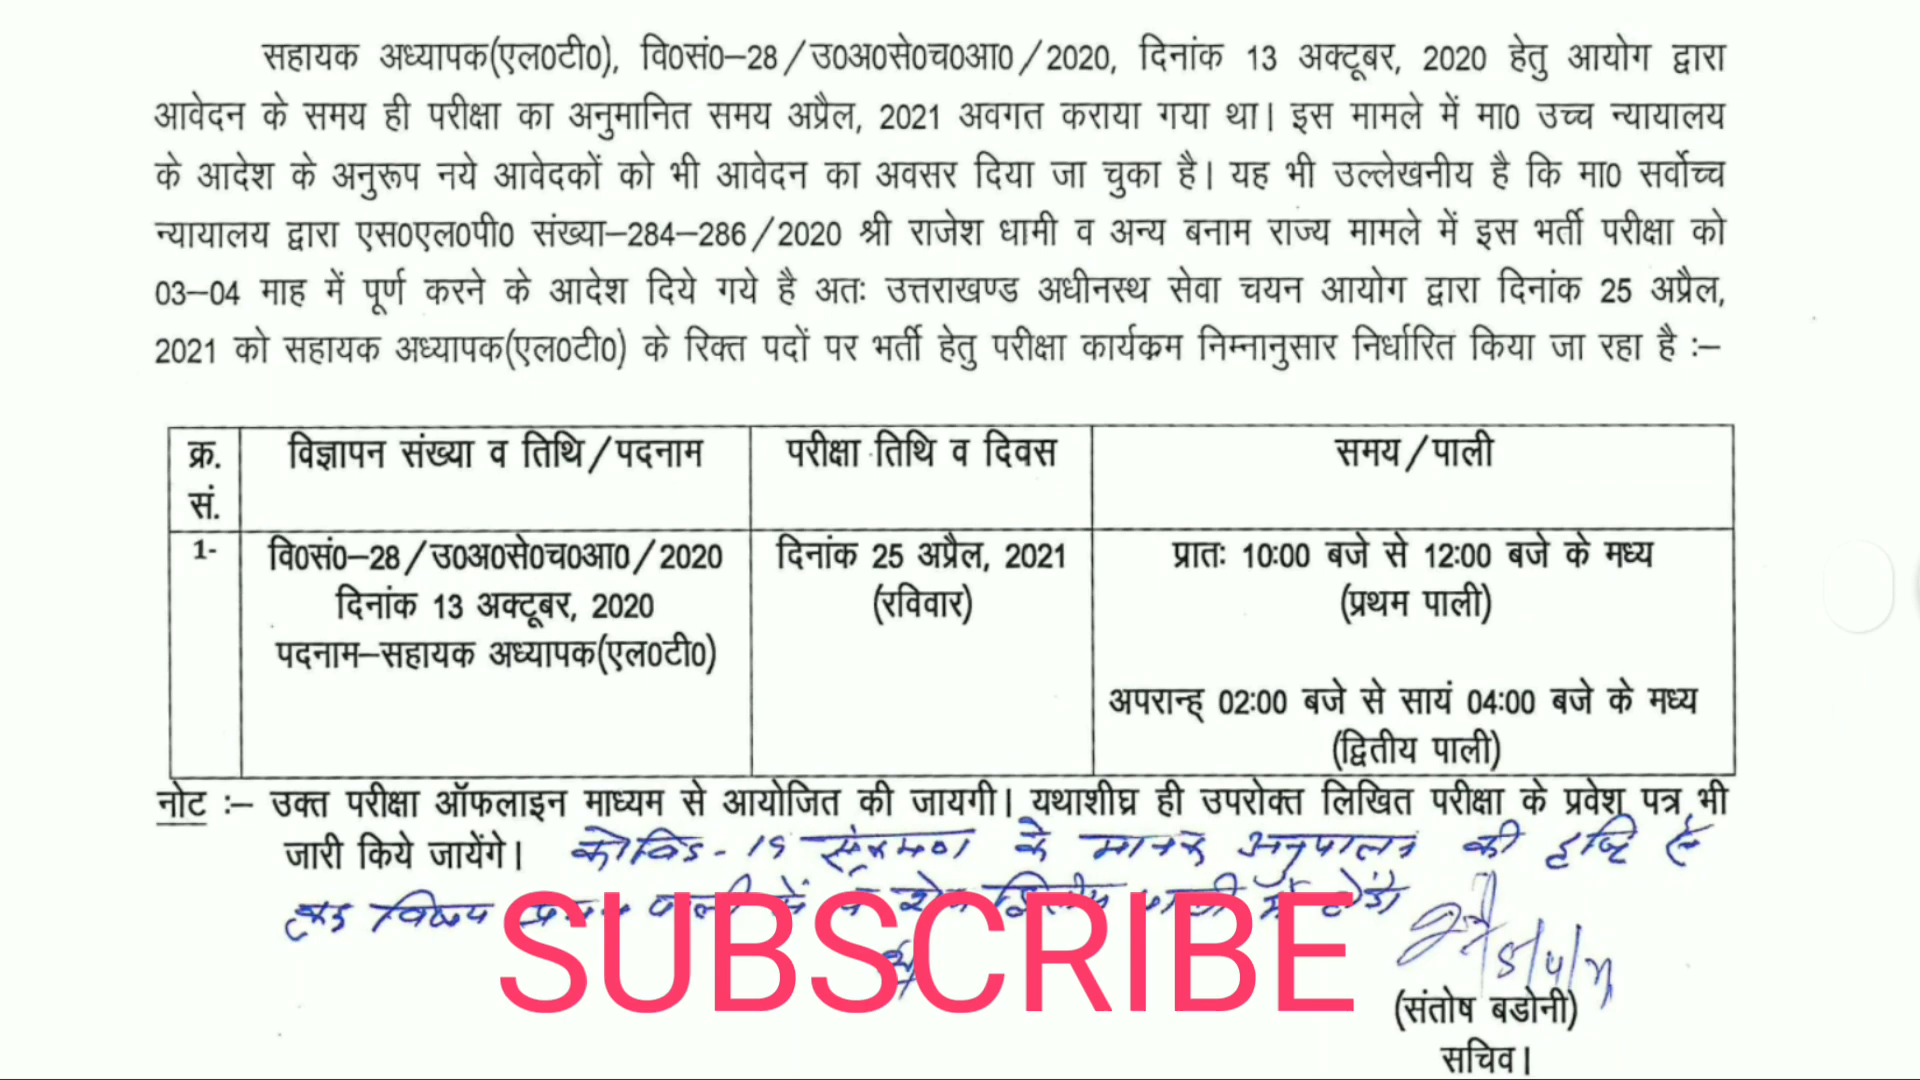 सहायक अध्यापक(एल0टी0), वि0सं0–28/उ0अ0से0च0आ0/2020, दिनांक 13 अक्टूबर, 2020 हेतु आयोग द्वारा
आवेदन के समय ही परीक्षा का अनुमानित समय अप्रैल, 2021 अवगत कराया गया था। इस मामले में मा0 उच्च न्यायालय
के आदेश के अनुरूप नये आवेदकों को भी आवेदन का अवसर दिया जा चुका है। यह भी उल्लेखनीय है कि मा0 सर्वोच्च
न्यायालय द्वारा एस0एल0पी0 संख्या–284–286/2020 श्री राजेश धामी व अन्य बनाम राज्य मामले में इस भर्ती परीक्षा को
03–04 माह में पूर्ण करने के आदेश दिये गये है अतः उत्तराखण्ड अधीनस्थ सेवा चयन आयोग द्वारा दिनांक 25 अप्रैल,
2021 को सहायक अध्यापक(एल0टी0) के रिक्त पदों पर भर्ती हेतु परीक्षा कार्यक्रम निम्नानुसार निर्धारित किया जा रहा है :–
क्र. सं.
विज्ञापन संख्या व तिथि/पदनाम
परीक्षा तिथि व दिवस
समय/पाली
1-
वि0सं0–28/उ0अ0से0च0आ0/2020
दिनांक 13 अक्टूबर, 2020
पदनाम–सहायक अध्यापक(एल0टी0)
दिनांक 25 अप्रैल, 2021
(रविवार)
प्रातः 10:00 बजे से 12:00 बजे के मध्य
(प्रथम पाली)
अपरान्ह् 02:00 बजे से सायं 04:00 बजे के मध्य
(द्वितीय पाली)
नोट :– उक्त परीक्षा ऑफलाइन माध्यम से आयोजित की जायगी। यथाशीघ्र ही उपरोक्त लिखित परीक्षा के प्रवेश पत्र भी
जारी किये जायेंगे। कोविड-19 संक्रमण के मानक अनुपालन की दृष्टि से
विषय पाली में व शेष द्वितीय पाली में होंगे
SUBSCRIBE
(संतोष बडोनी)
सचिव।